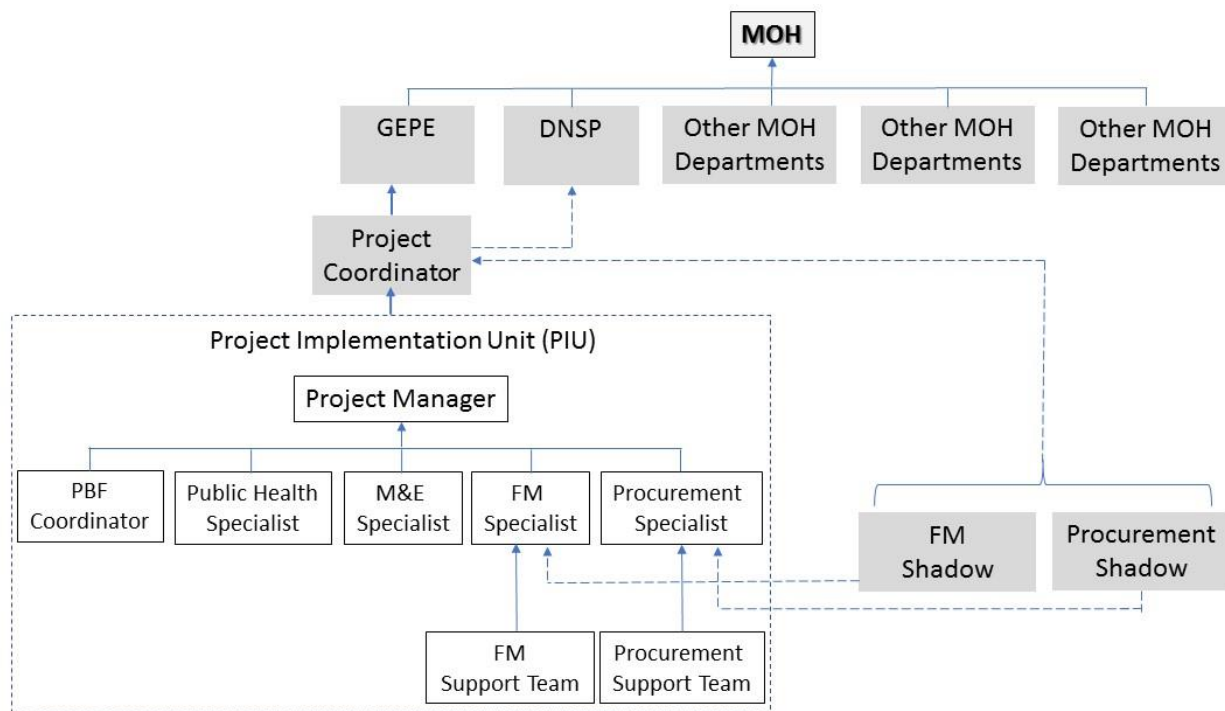 MOH
GEPE
DNSP
Other MOH
Departments
Other MOH
Departments
Other MOH
Departments
Project
Coordinator
Project Implementation Unit (PIU)
Project Manager
PBF
Coordinator
Public Health
Specialist
M&E
Specialist
FM
Specialist
Procurement
Specialist
FM
Shadow
Procurement
Shadow
FM
Support Team
Procurement
Support Team